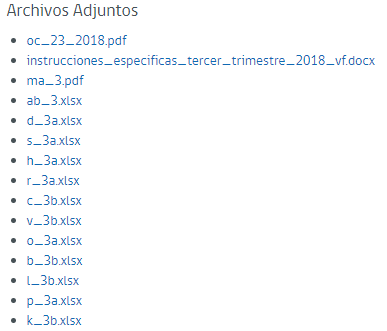 Archivos Adjuntos
oc_23_2018.pdf
instrucciones_especificas_tercer_trimestre_2018_vf.docx
ma_3.pdf
ab_3.xlsx
d_3a.xlsx
s_3a.xlsx
h_3a.xlsx
r_3a.xlsx
c_3b.xlsx
v_3b.xlsx
o_3a.xlsx
b_3b.xlsx
l_3b.xlsx
p_3a.xlsx
k_3b.xlsx